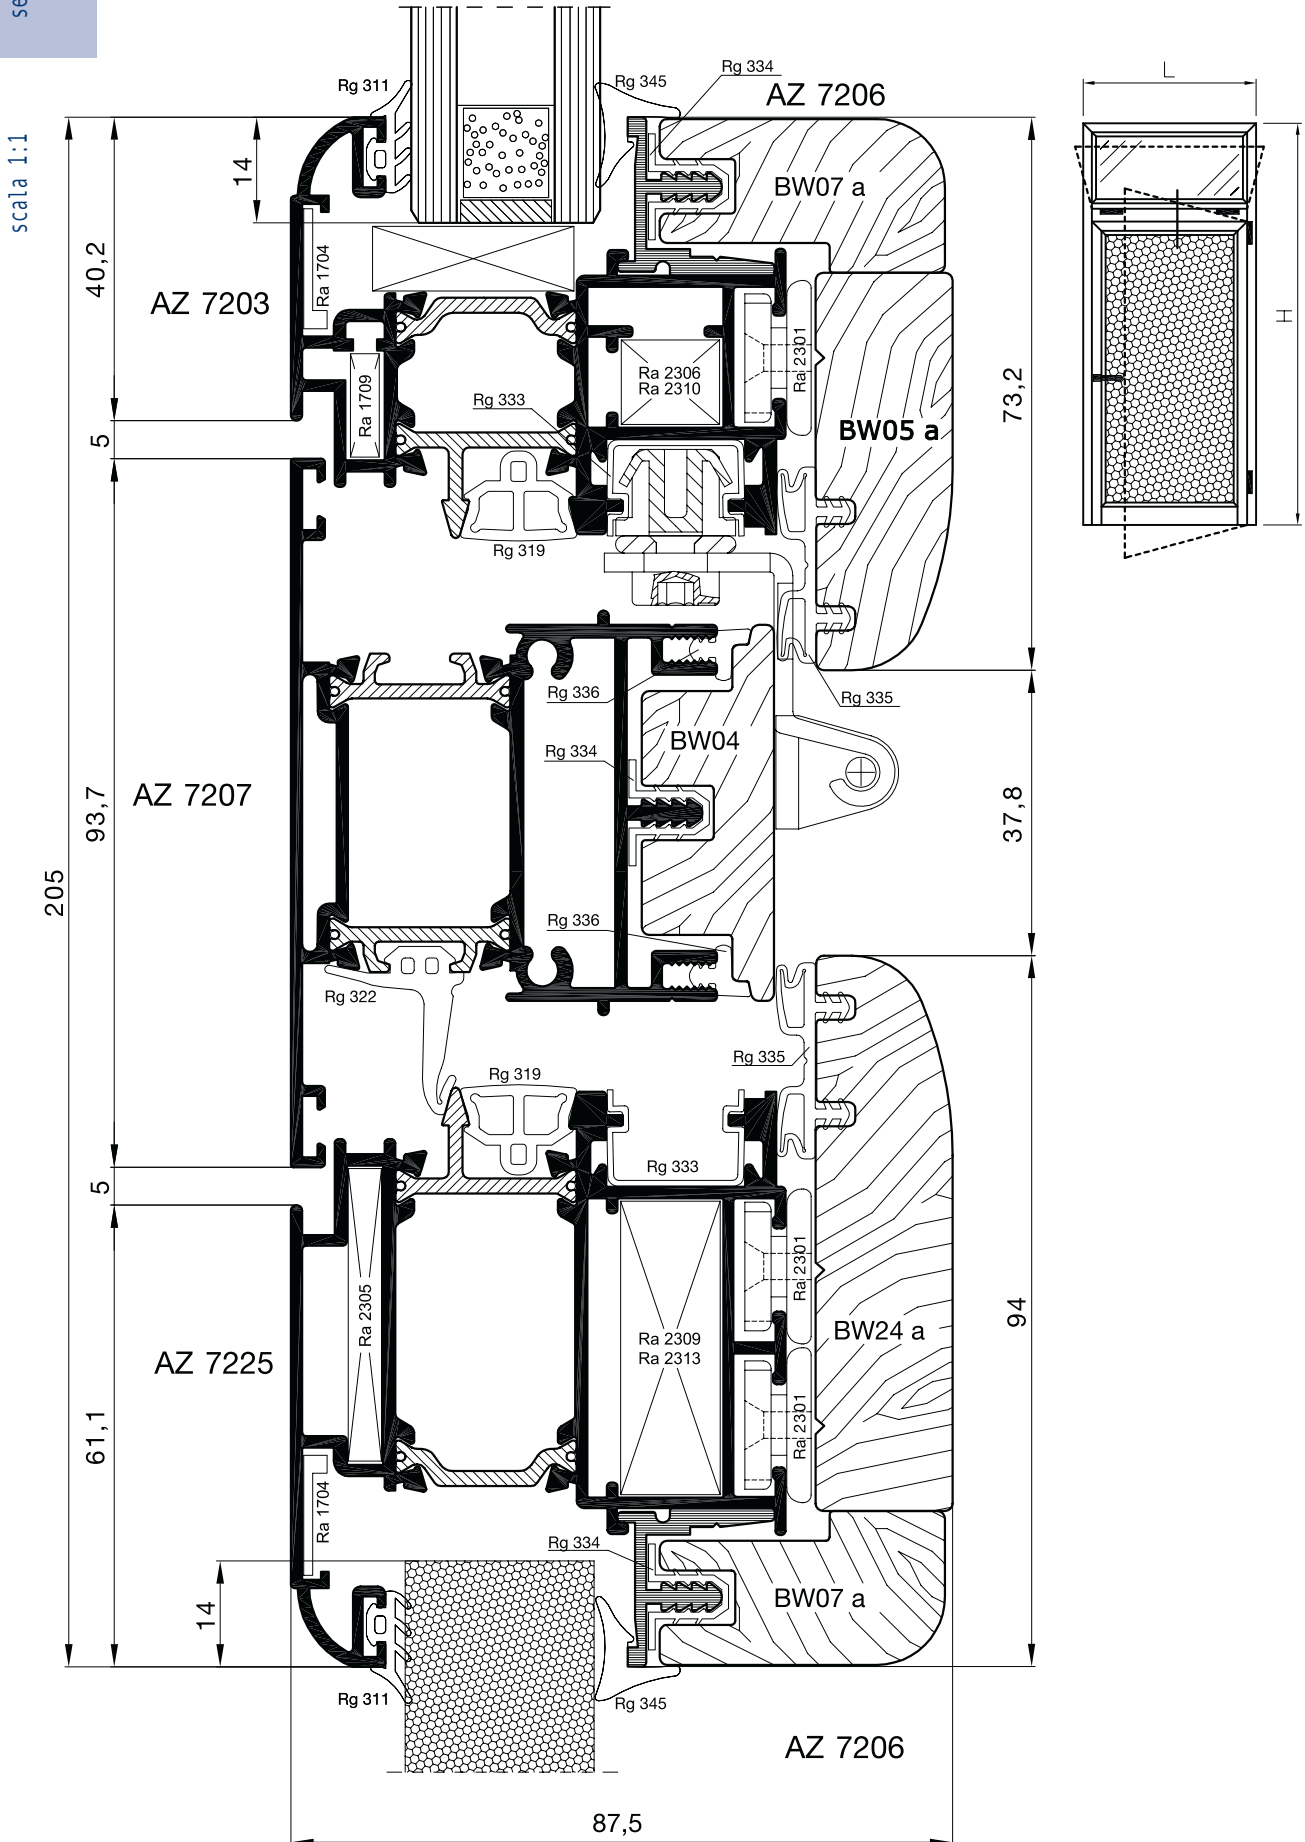 se
scala 1:1
Rg 311
Rg 345
Rg 334
AZ 7206
L
H
14
BW07 a
205
40,2
AZ 7203
Ra 1704
Ra 1709
Rg 333
Ra 2306
Ra 2310
Ra 2301
BW05 a
73,2
5
Rg 319
Rg 336
Rg 335
Rg 334
BW04
AZ 7207
93,7
37,8
Rg 336
Rg 322
Rg 335
Rg 319
Rg 333
5
Ra 2305
Ra 2309
Ra 2313
Ra 2301
BW24 a
94
AZ 7225
61,1
Ra 2301
Ra 1704
Rg 334
14
BW07 a
Rg 311
Rg 345
AZ 7206
87,5